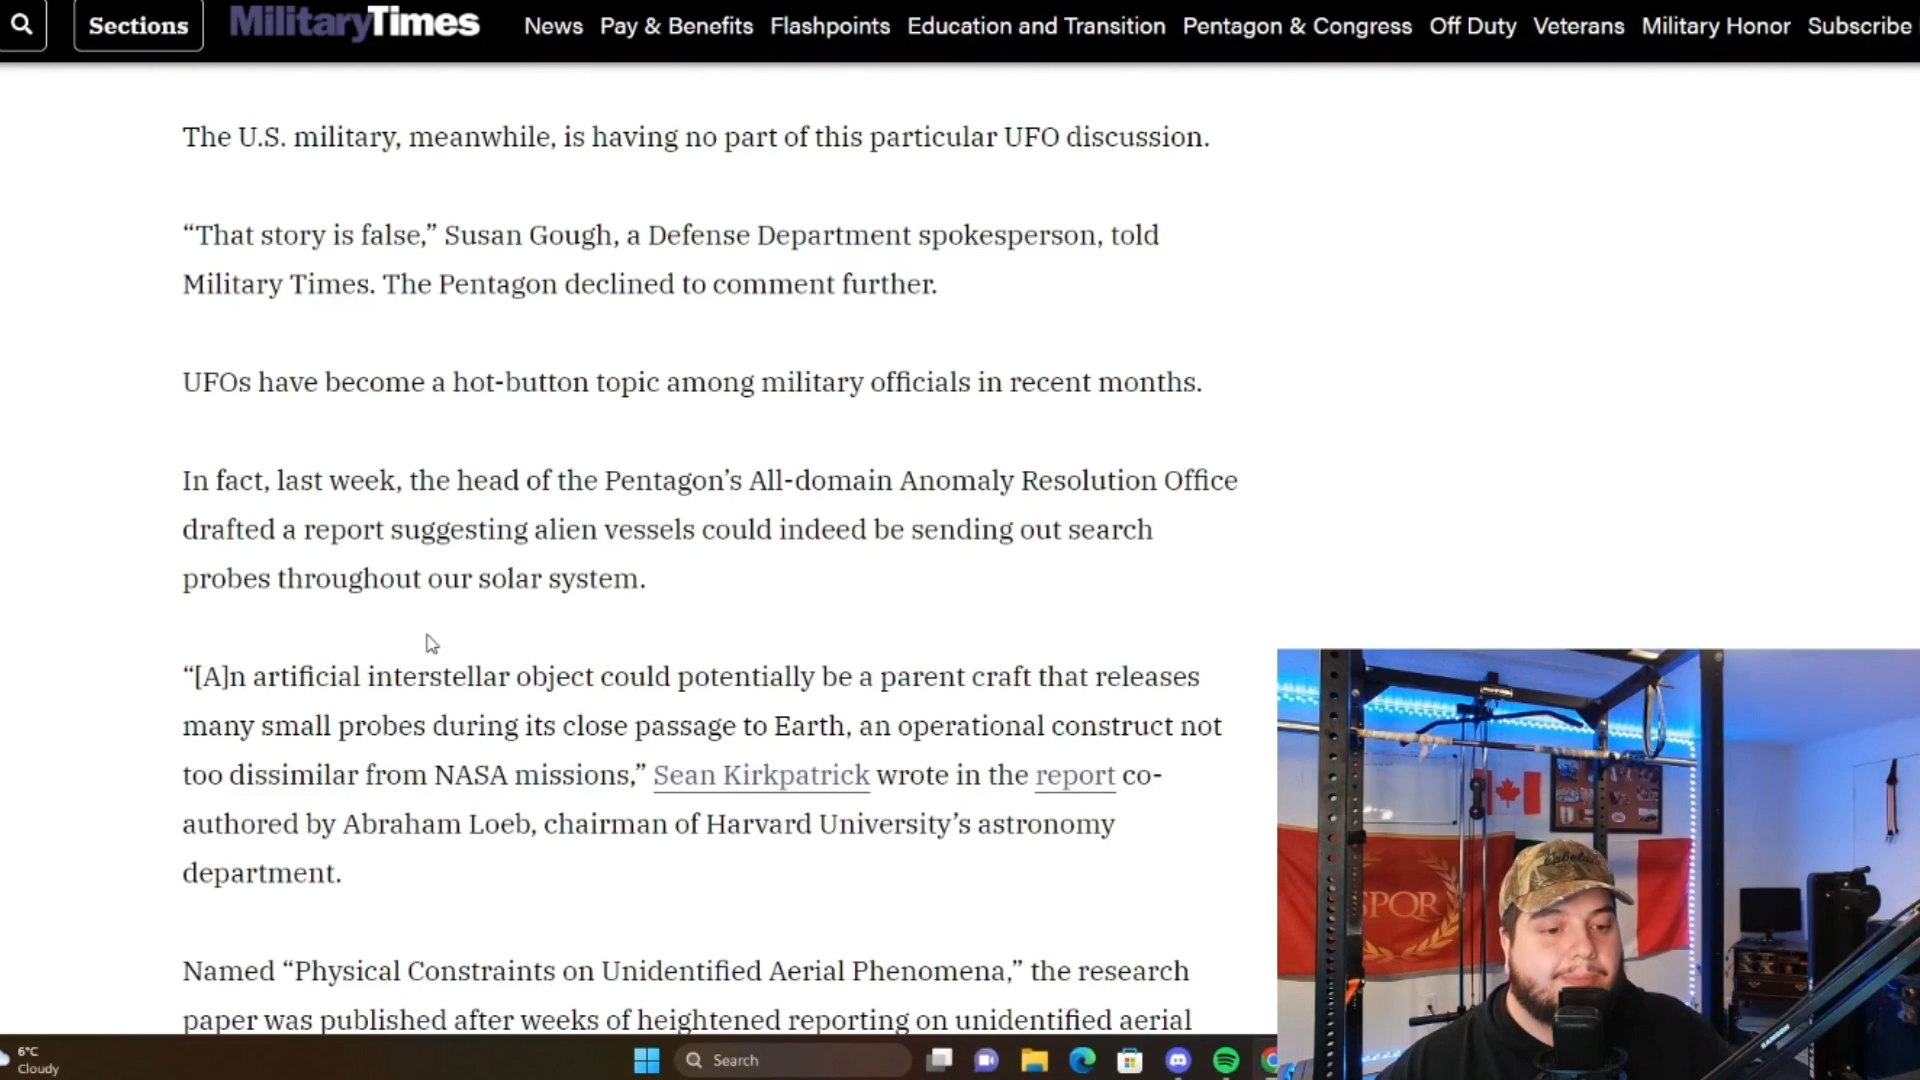 Sections
MilitaryTimes
News Pay & Benefits Flashpoints Education and Transition Pentagon & Congress Off Duty Veterans Military Honor Subscribe
The U.S. military, meanwhile, is having no part of this particular UFO discussion.
“That story is false,” Susan Gough, a Defense Department spokesperson, told
Military Times. The Pentagon declined to comment further.
UFOs have become a hot-button topic among military officials in recent months.
In fact, last week, the head of the Pentagon’s All-domain Anomaly Resolution Office
drafted a report suggesting alien vessels could indeed be sending out search
probes throughout our solar system.
“[A]n artificial interstellar object could potentially be a parent craft that releases
many small probes during its close passage to Earth, an operational construct not
too dissimilar from NASA missions,” Sean Kirkpatrick wrote in the report co-
authored by Abraham Loeb, chairman of Harvard University’s astronomy
department.
Named “Physical Constraints on Unidentified Aerial Phenomena,” the research
paper was published after weeks of heightened reporting on unidentified aerial
SPQR
6°C
Cloudy
Search